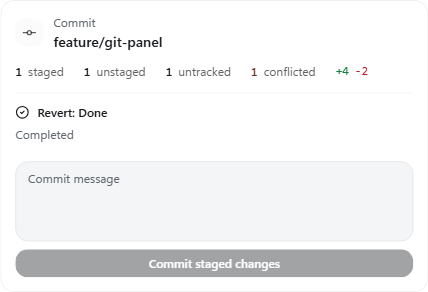 Commit
feature/git-panel
1 staged 1 unstaged 1 untracked 1 conflicted +4 -2
Revert: Done
Completed
Commit message
Commit staged changes